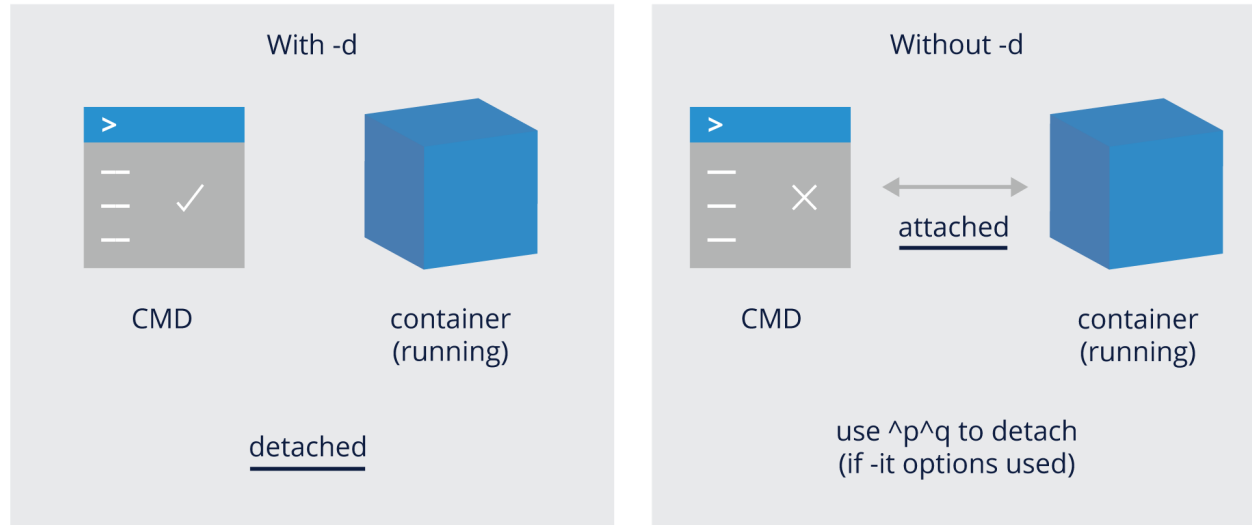 With -d
>
CMD
container
(running)
detached
Without -d
>
attached
CMD
container
(running)
use ^p^q to detach
(if -it options used)